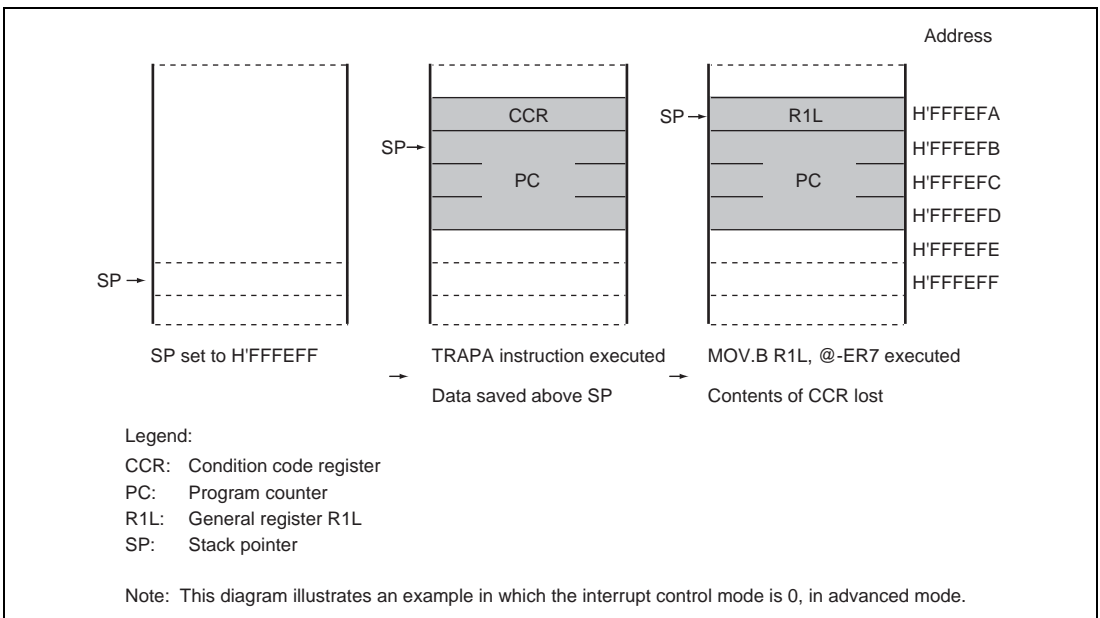 Address
CCR
SP
R1L
H'FFFEFA
SP
H'FFFEFB
PC
PC
H'FFFEFC
H'FFFEFD
H'FFFEFE
SP
H'FFFEFF
SP set to H'FFFEFF
TRAPA instruction executed
MOV.B R1L, @-ER7 executed
Data saved above SP
Contents of CCR lost
Legend:
CCR: Condition code register
PC: Program counter
R1L: General register R1L
SP: Stack pointer
Note: This diagram illustrates an example in which the interrupt control mode is 0, in advanced mode.